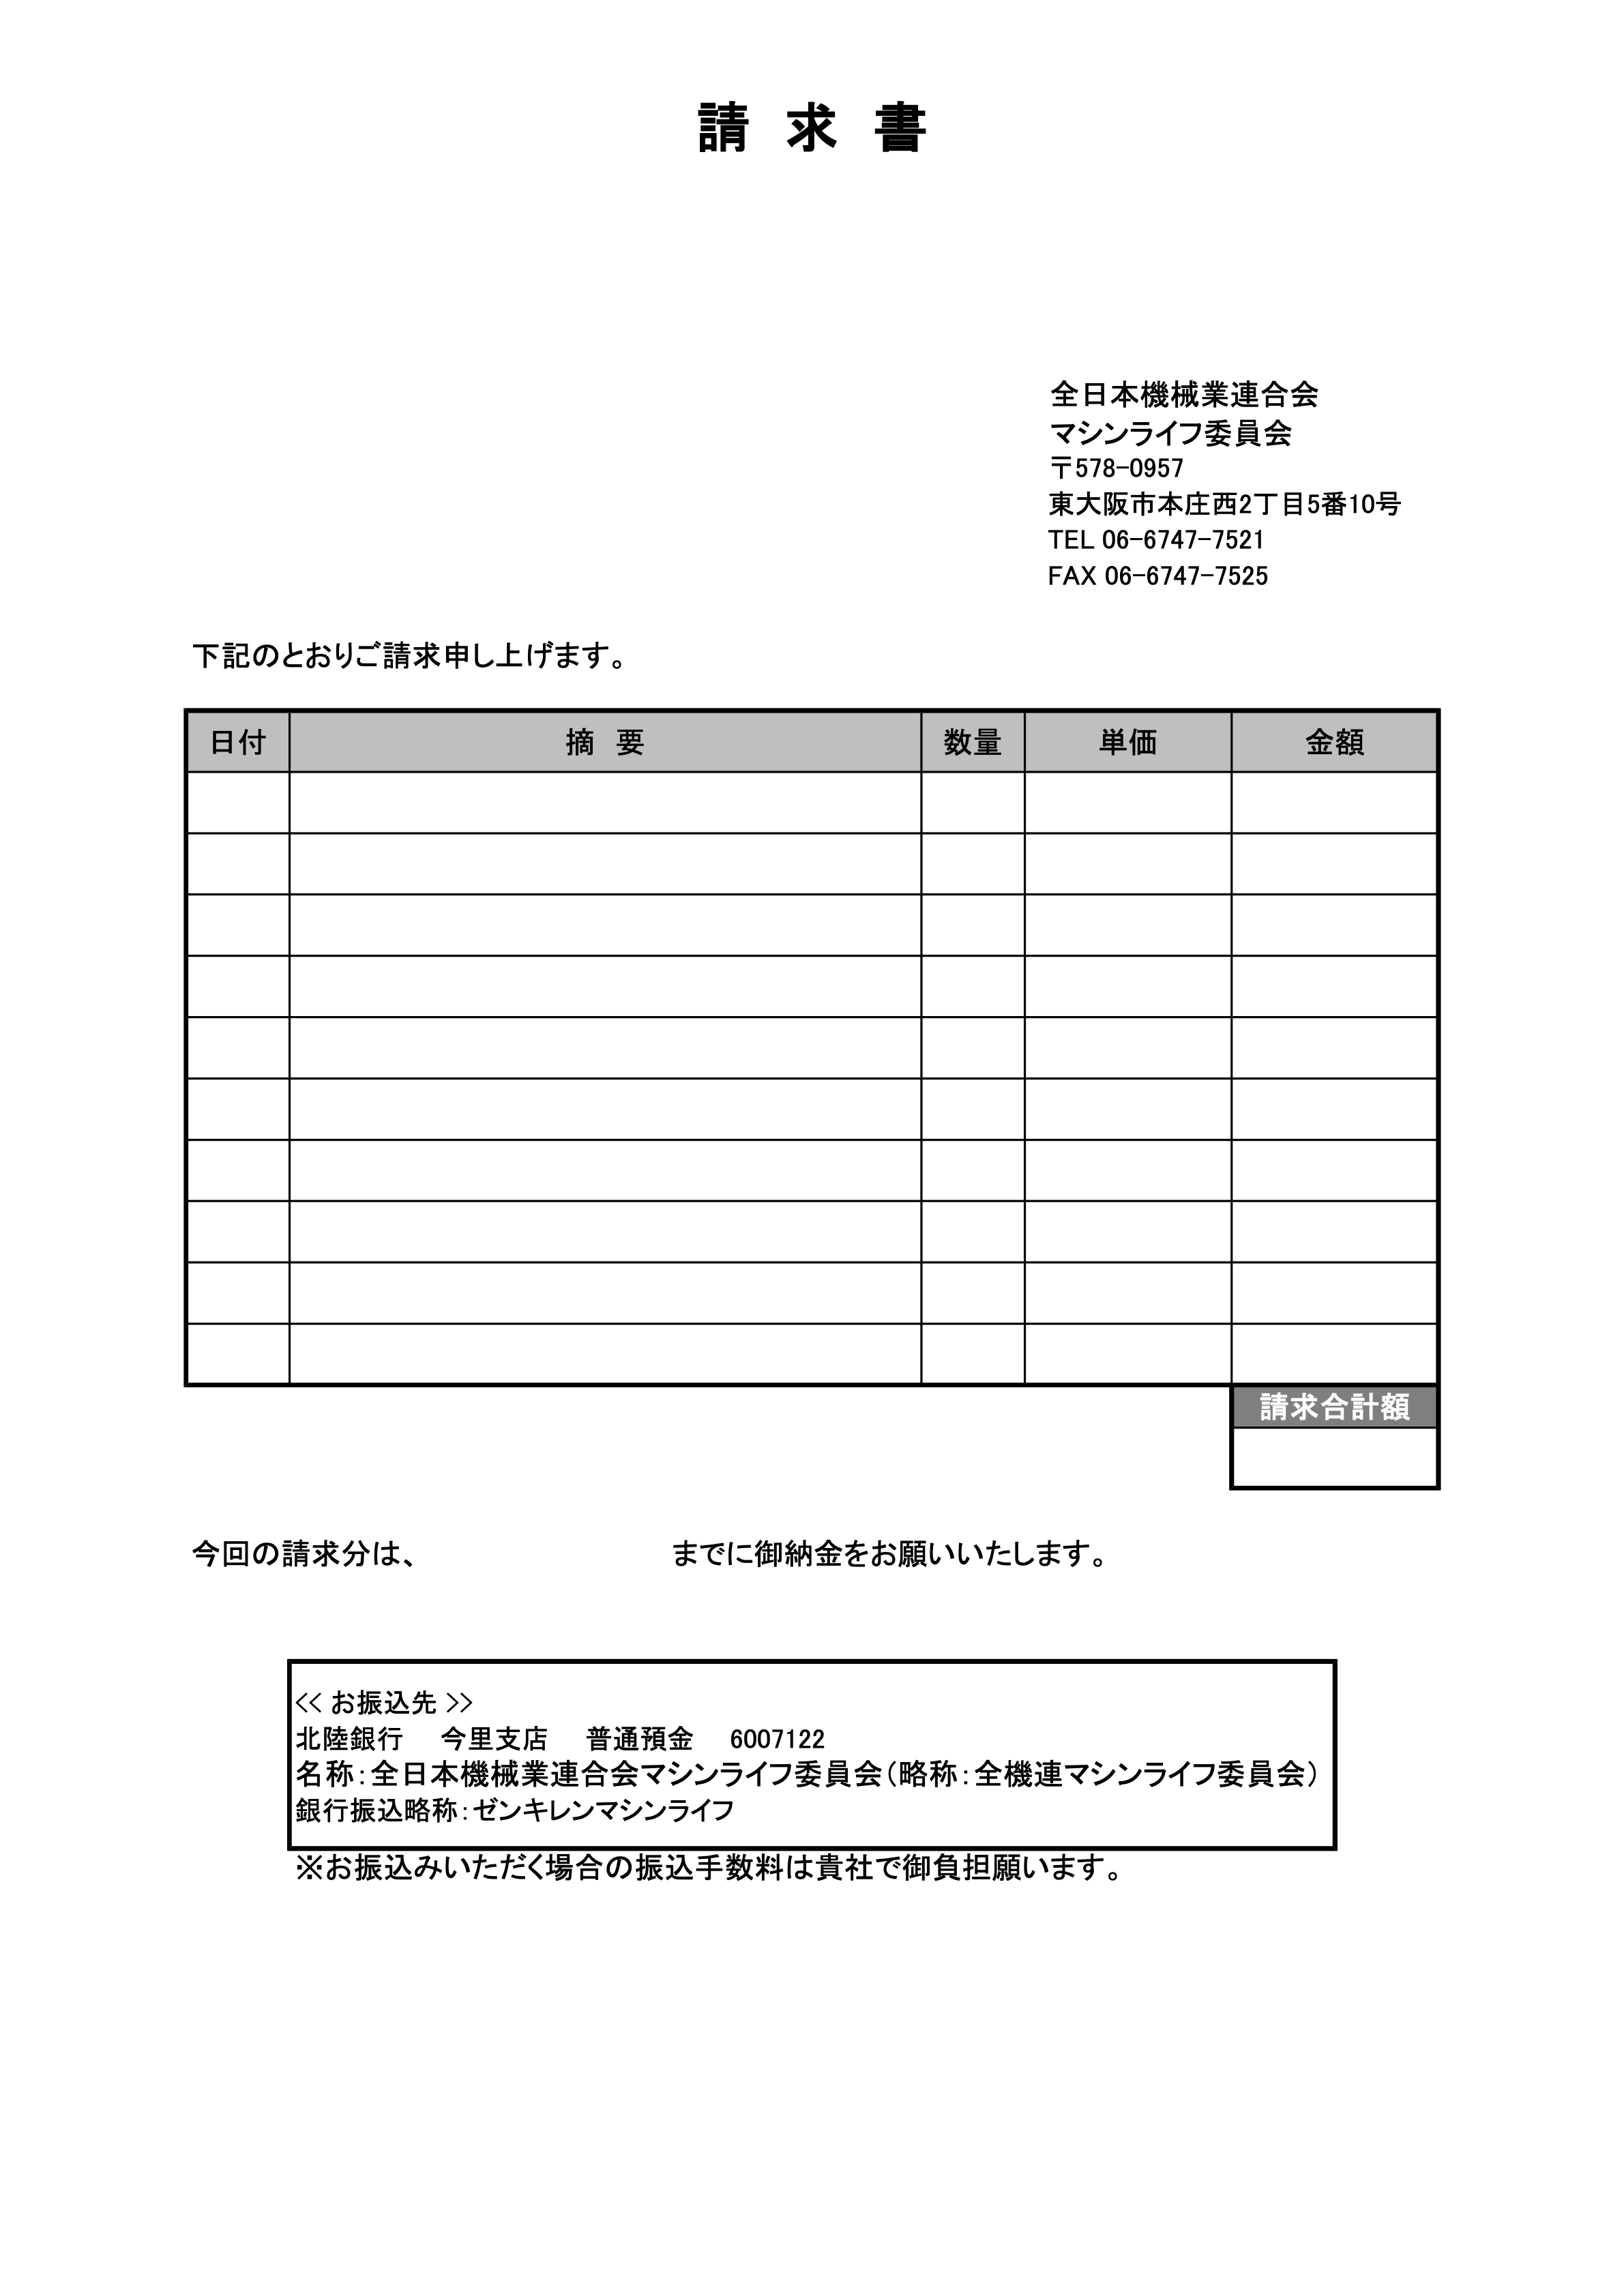 請 求 書
全日本機械業連合会
マシンライフ委員会
〒578-0957
東大阪市本庄西2丁目5番10号
TEL 06-6747-7521
FAX 06-6747-7525
下記のとおりご請求申し上げます。
日付 摘 要 数量 単価 金額
請求合計額
今回の請求分は、 までに御納金をお願いいたします。
<< お振込先 >>
北陸銀行 今里支店 普通預金 6007122
名称:全日本機械業連合会マシンライフ委員会(略称:全機連マシンライフ委員会)
銀行振込略称:ゼンキレンマシンライフ
※お振込みいただく場合の振込手数料は貴社で御負担願います。